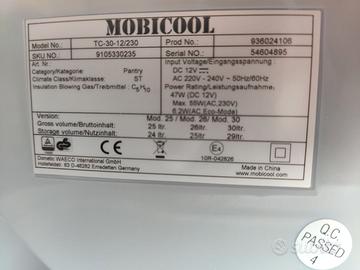 MOBICOOL
Model No.: TC-30-12/230
Prod No.: 936024106
SKU NO.: 9105330235
Serial No.: 54604895
Art. Nr.:
Category/Kategorie: Pantry
Climate Class/Klimaklasse: ST
Insulation Blowing Gas/Treibmittel: C5H10
Input Voltage/Eingangsspannung:
DC 12V
AC 220V - 240V ~ 50Hz/60Hz
Power Rating/Leistungsaufnahme:
47W (DC 12V)
Max. 55W(AC,230V)
6.2W(AC,Eco-Mode)
Version: Mod. 25 / Mod. 26 / Mod. 30
Gross Volume/Bruttoinhalt: 25 ltr. 26ltr. 30ltr.
Storage Volume/Nutzinhalt: 24 ltr. 25ltr. 29ltr.
Dometic WAECO International GmbH
Hollefeldstr. 63 D-48282 Emsdetten Germany
E4
10R-042626
Made in China
www.mobicool.com
Q.C.
PASSED
4
subito